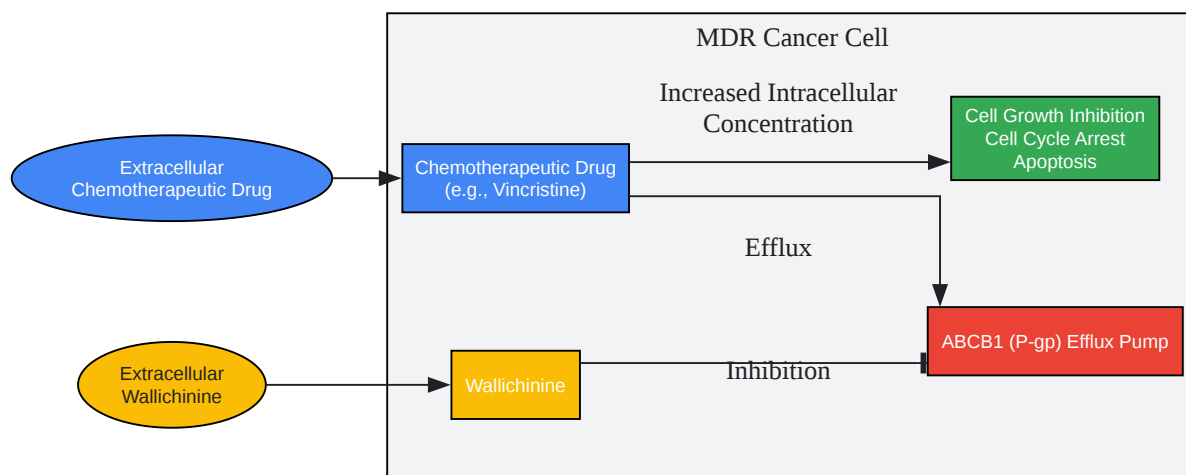 MDR Cancer Cell
Increased Intracellular
Concentration
Cell Growth Inhibition
Cell Cycle Arrest
Apoptosis
Extracellular
Chemotherapeutic Drug
Chemotherapeutic Drug
(e.g., Vincristine)
Efflux
ABCB1 (P-gp) Efflux Pump
Extracellular
Wallichinine
Wallichinine
Inhibition